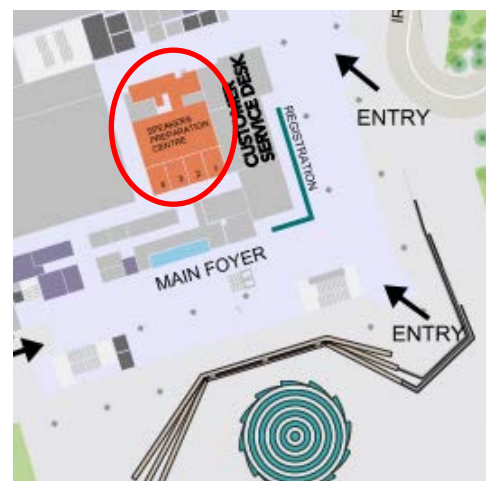 ENTRY
CUSTOMER
SERVICE DESK
REGISTRATION
SPEAKERS
PREPARATION
CENTRE
4 3 2 1
MAIN FOYER
ENTRY